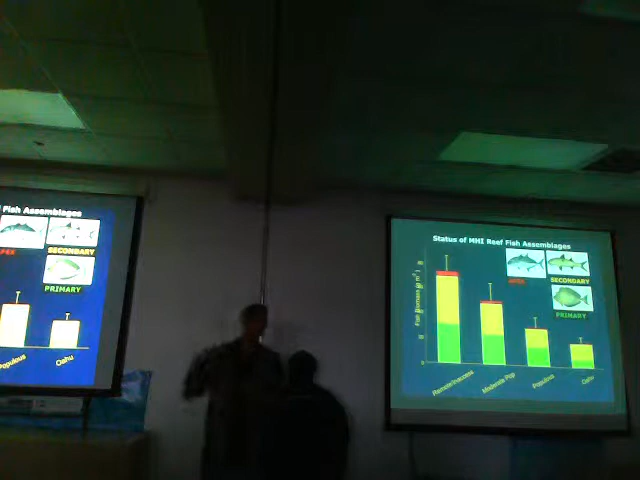 Fish Assemblages
APEX
SECONDARY
PRIMARY
Populous
Oahu
Status of MHI Reef Fish Assemblages
APEX
SECONDARY
PRIMARY
Fish Biomass
Moderate Pop
Populous
Oahu